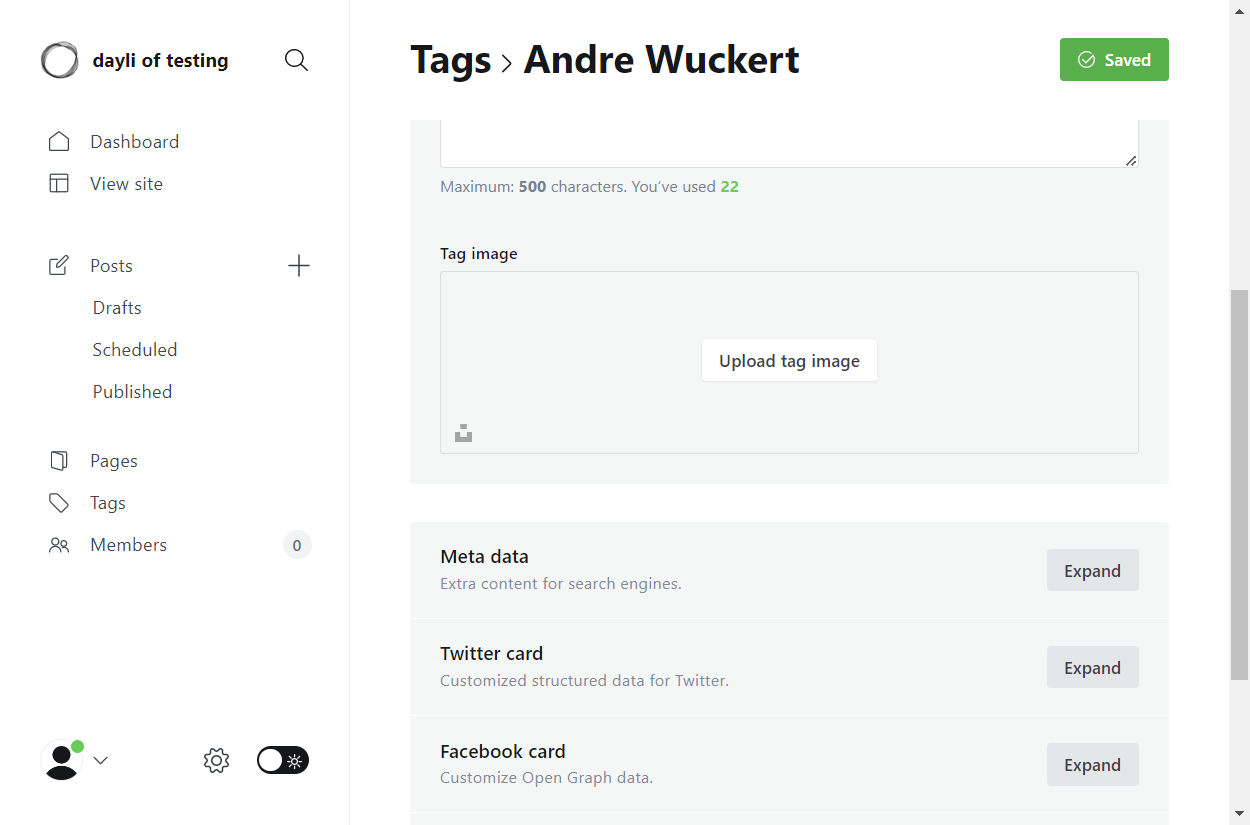 dayli of testing
Dashboard
View site
Posts
Drafts
Scheduled
Published
Pages
Tags
Members
0
Tags › Andre Wuckert
Saved
Maximum: 500 characters. You’ve used 22
Tag image
Upload tag image
Meta data
Extra content for search engines.
Expand
Twitter card
Customized structured data for Twitter.
Expand
Facebook card
Customize Open Graph data.
Expand